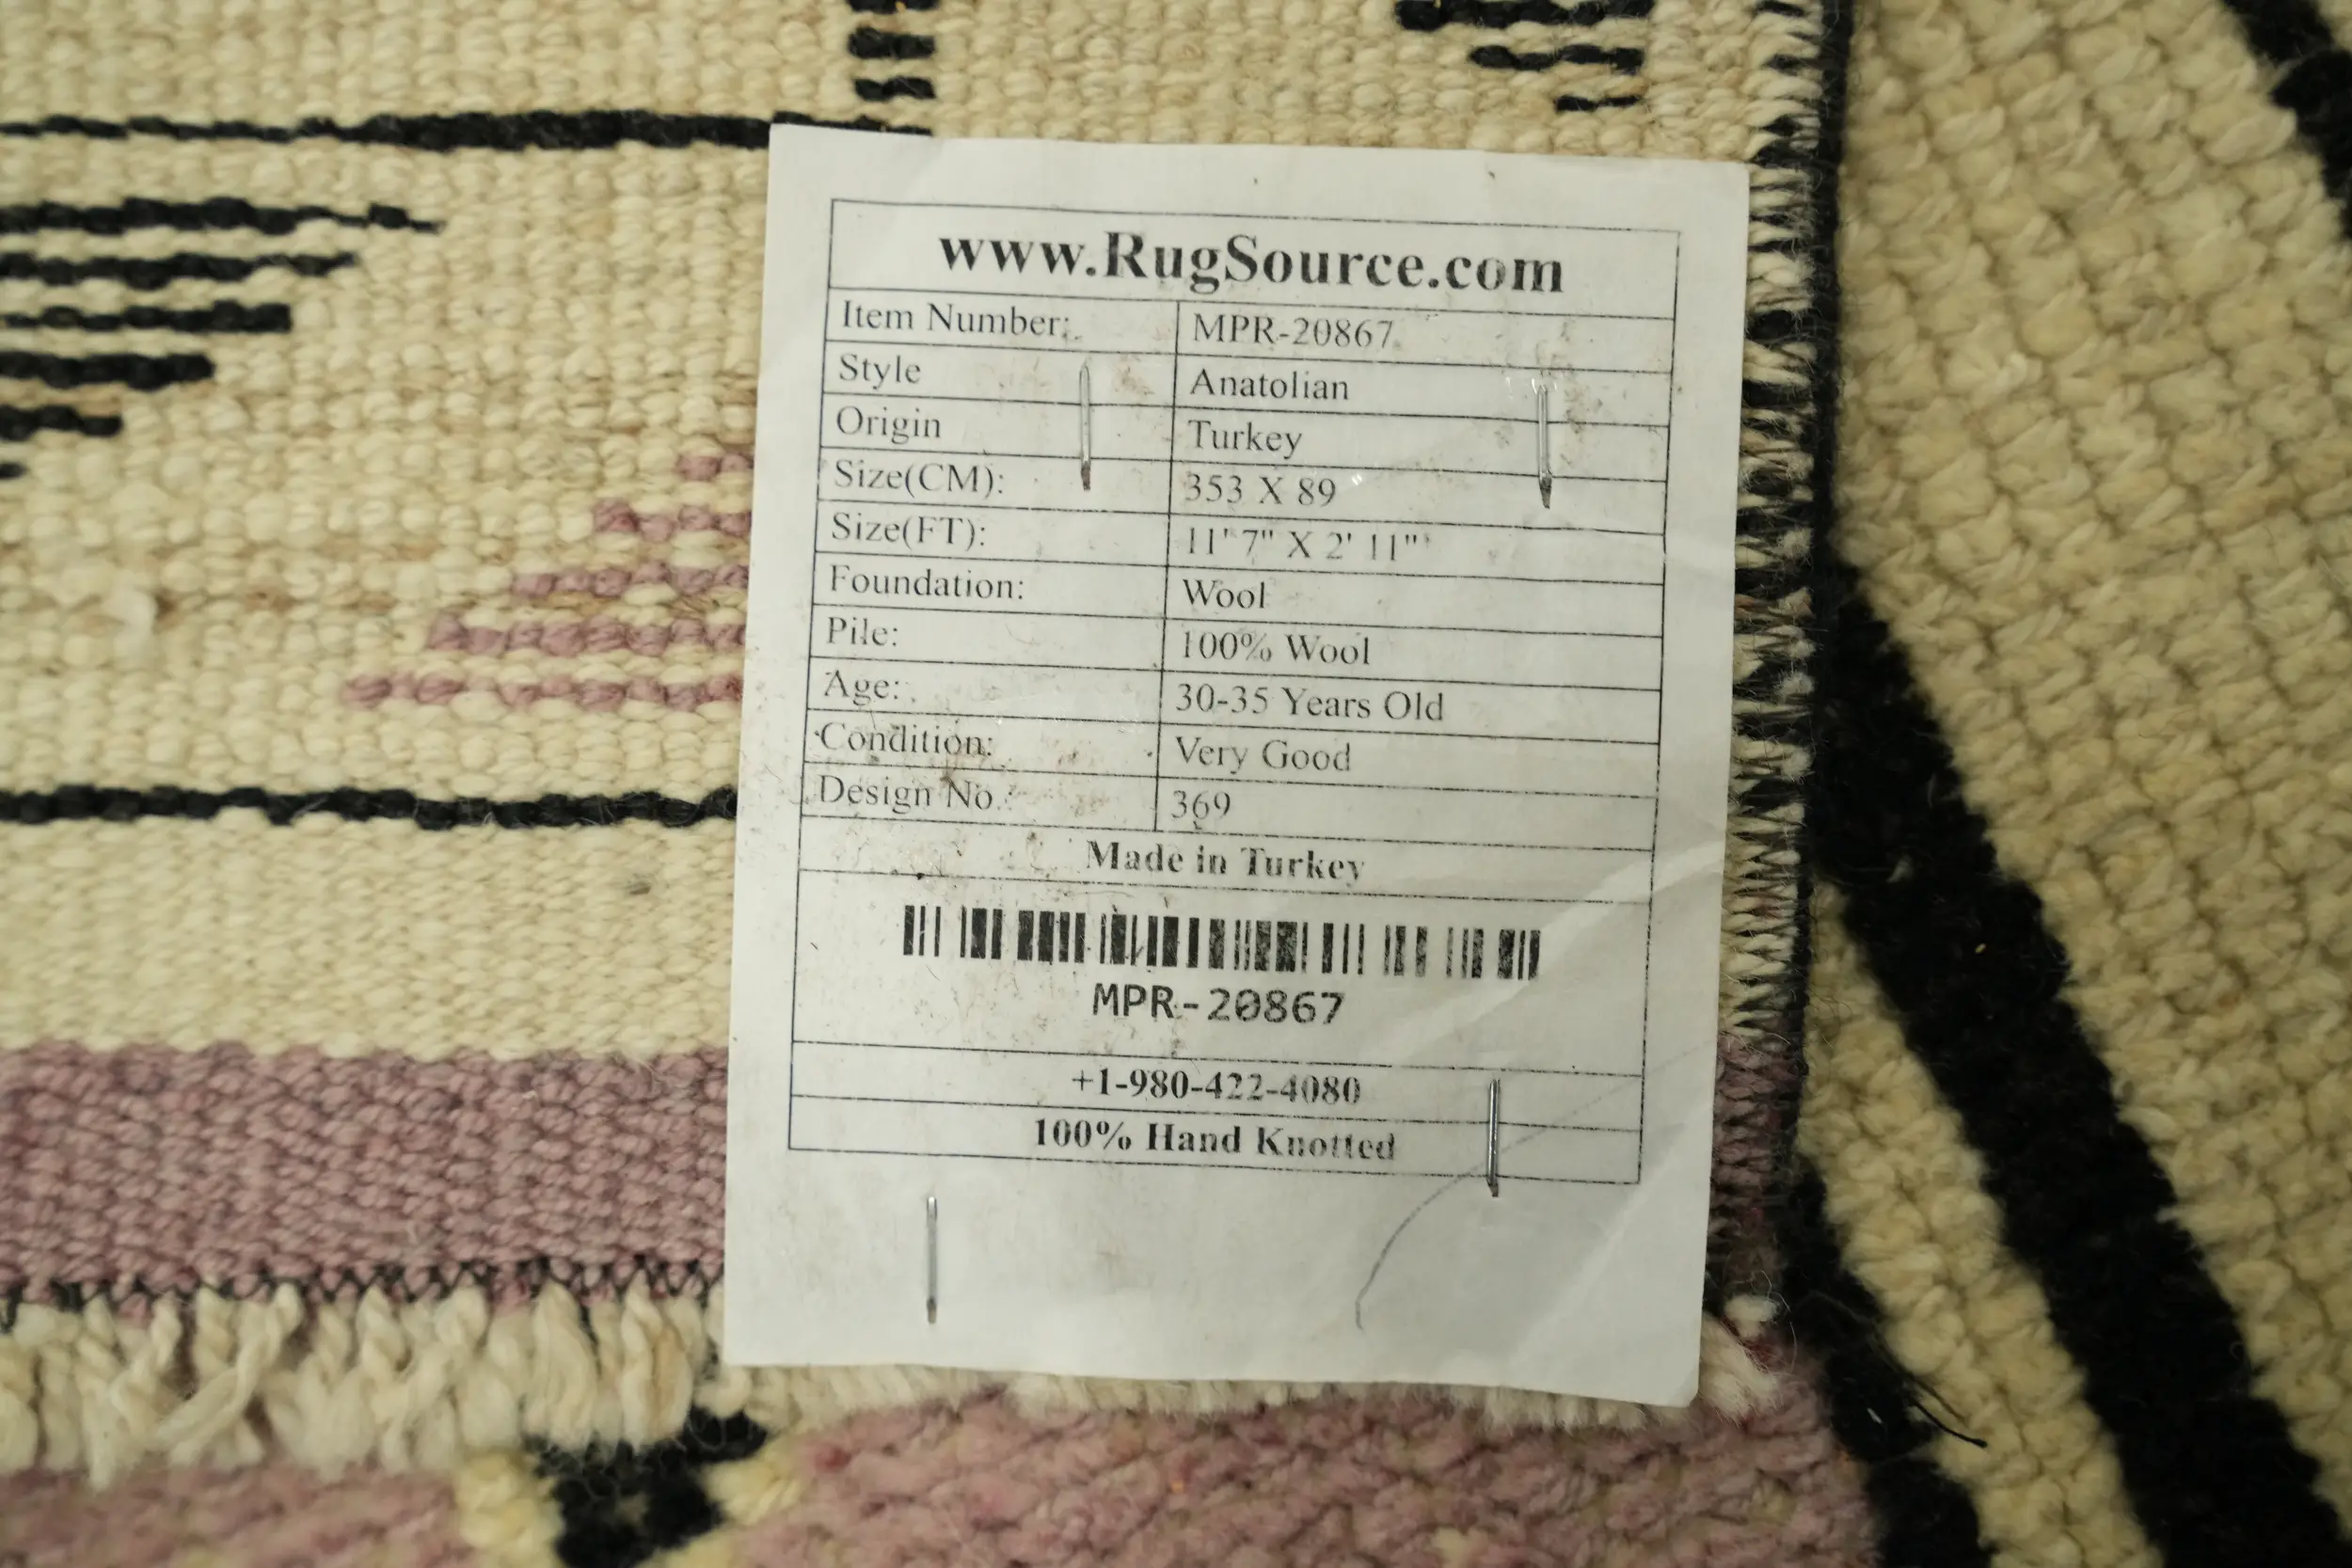 www.RugSource.com
Item Number: MPR-20867
Style Anatolian
Origin Turkey
Size(CM): 353 X 89
Size(FT): 11' 7" X 2' 11"
Foundation: Wool
Pile: 100% Wool
Age: 30-35 Years Old
Condition: Very Good
Design No.: 369
Made in Turkey
MPR-20867
+1-980-422-4080
100% Hand Knotted